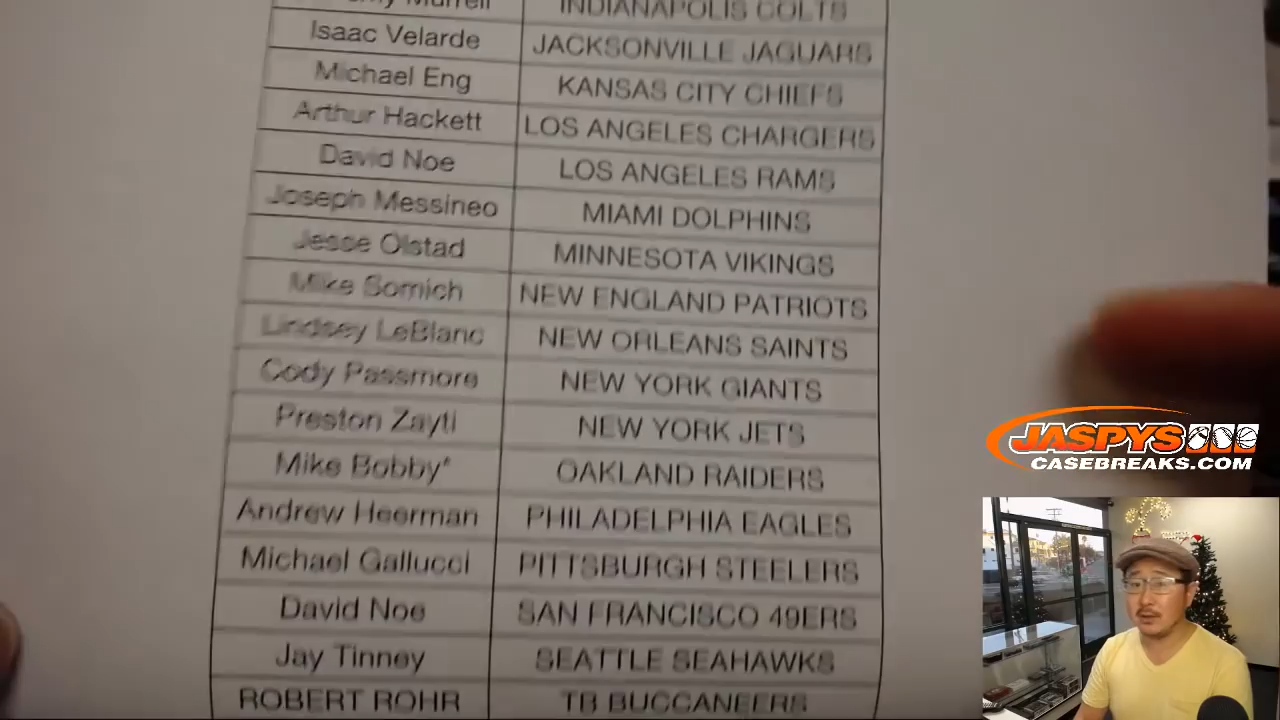 Murrell INDIANAPOLIS COLTS
Isaac Velarde JACKSONVILLE JAGUARS
Michael Eng KANSAS CITY CHIEFS
Arthur Hackett LOS ANGELES CHARGERS
David Noe LOS ANGELES RAMS
Joseph Messineo MIAMI DOLPHINS
Jesse Olstad MINNESOTA VIKINGS
Mike Somich NEW ENGLAND PATRIOTS
Lindsey LeBlanc NEW ORLEANS SAINTS
Cody Passmore NEW YORK GIANTS
Preston Zayti NEW YORK JETS
Mike Bobby* OAKLAND RAIDERS
Andrew Heerman PHILADELPHIA EAGLES
Michael Gallucci PITTSBURGH STEELERS
David Noe SAN FRANCISCO 49ERS
Jay Tinney SEATTLE SEAHAWKS
ROBERT ROHR TB BUCCANEERS
JASPYS
CASEBREAKS.COM